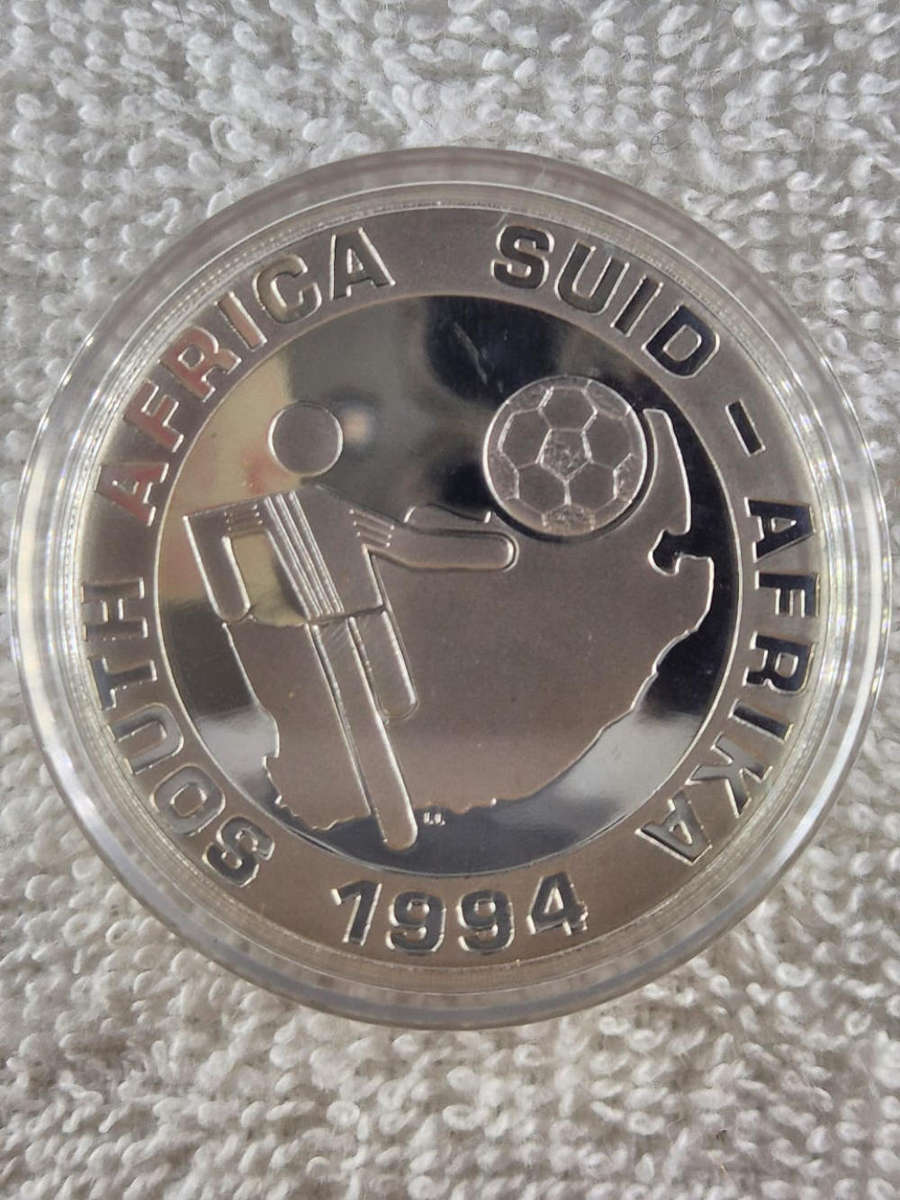 SOUTH AFRICA SUID - AFRIKA
1994